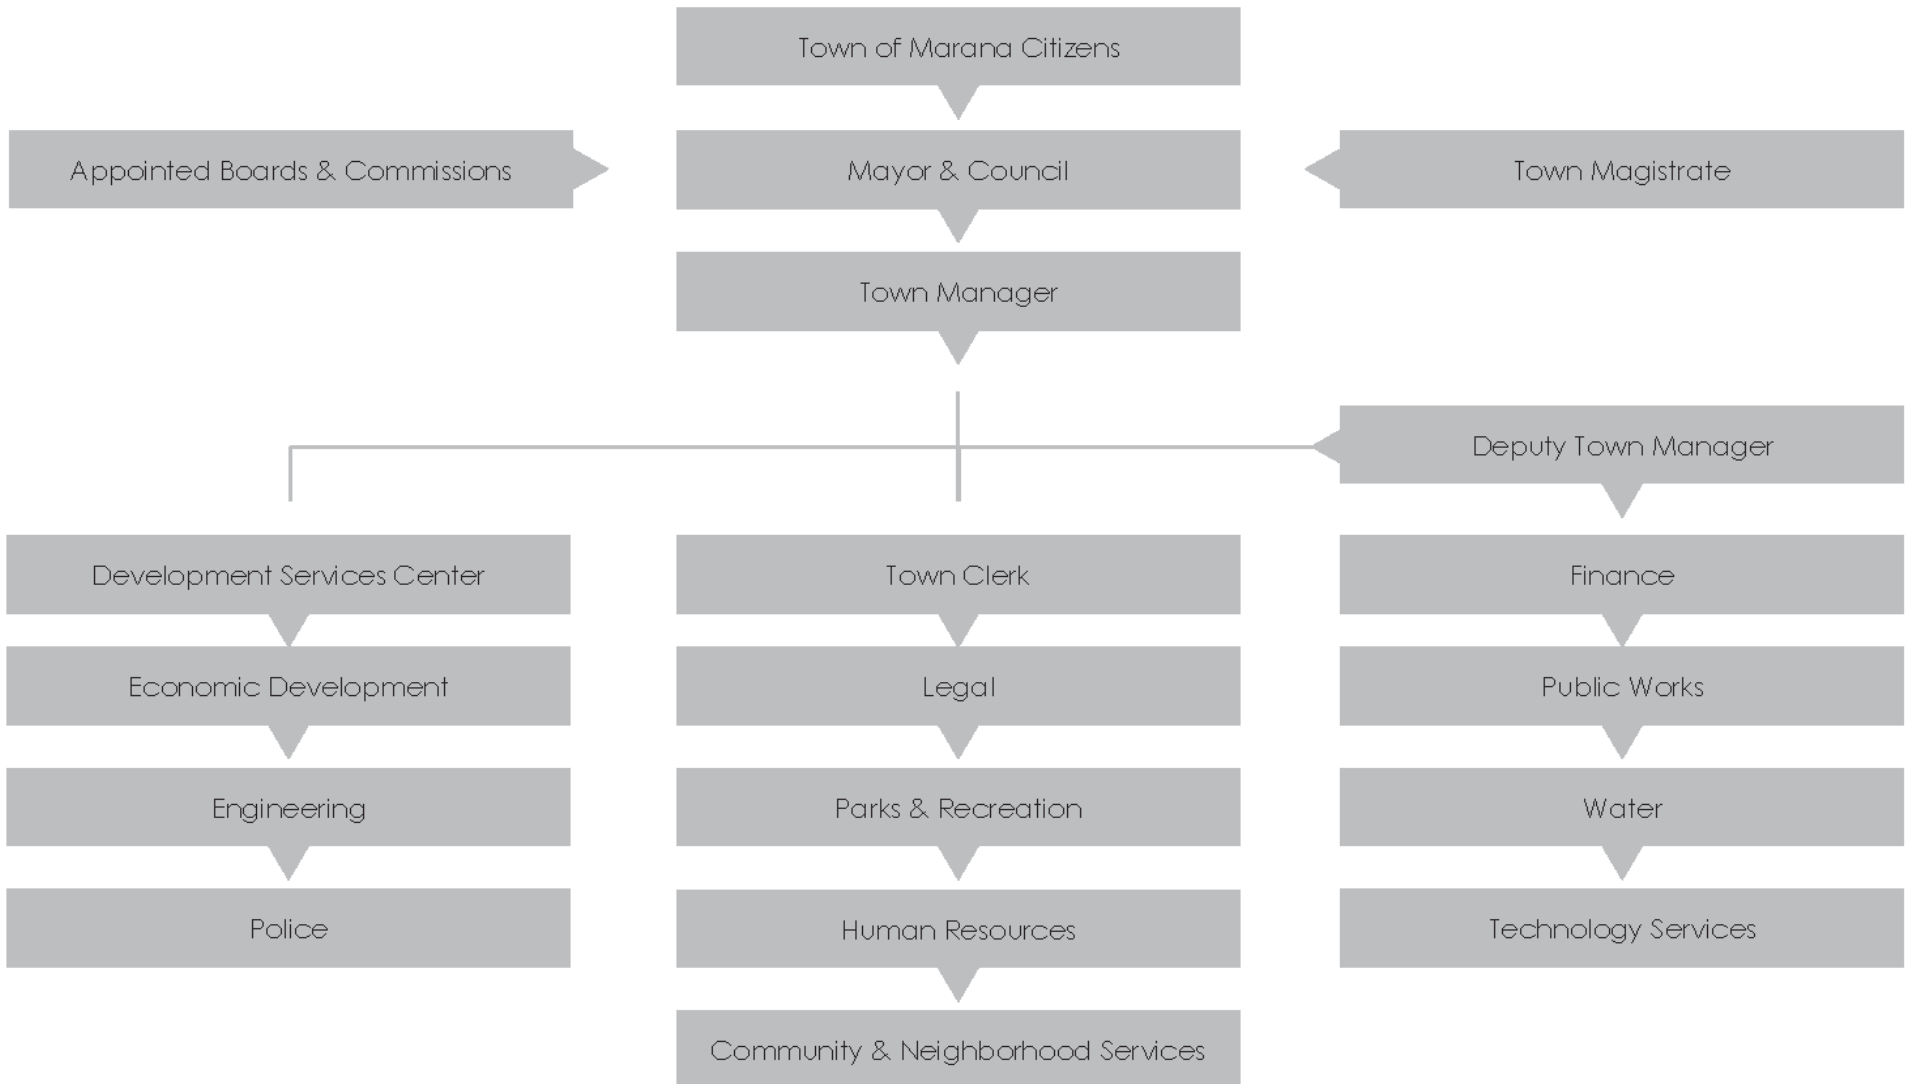 Town of Marana Citizens
Appointed Boards & Commissions
Mayor & Council
Town Magistrate
Town Manager
Deputy Town Manager
Development Services Center
Town Clerk
Finance
Economic Development
Legal
Public Works
Engineering
Parks & Recreation
Water
Police
Human Resources
Technology Services
Community & Neighborhood Services